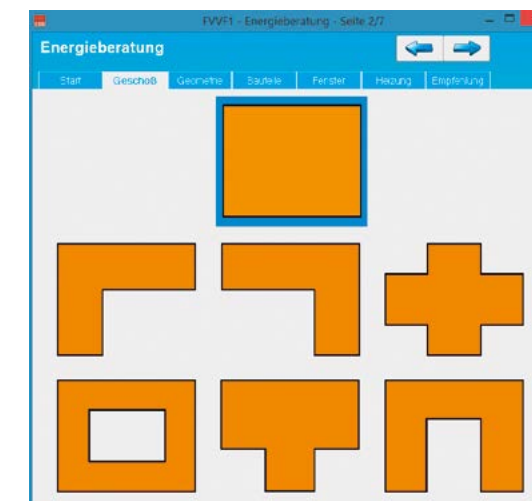 FVVF1 - Energieberatung - Seite 2/7
Energieberatung
Start Geschoß Geometrie Bauteile Fenster Heizung Empfehlung